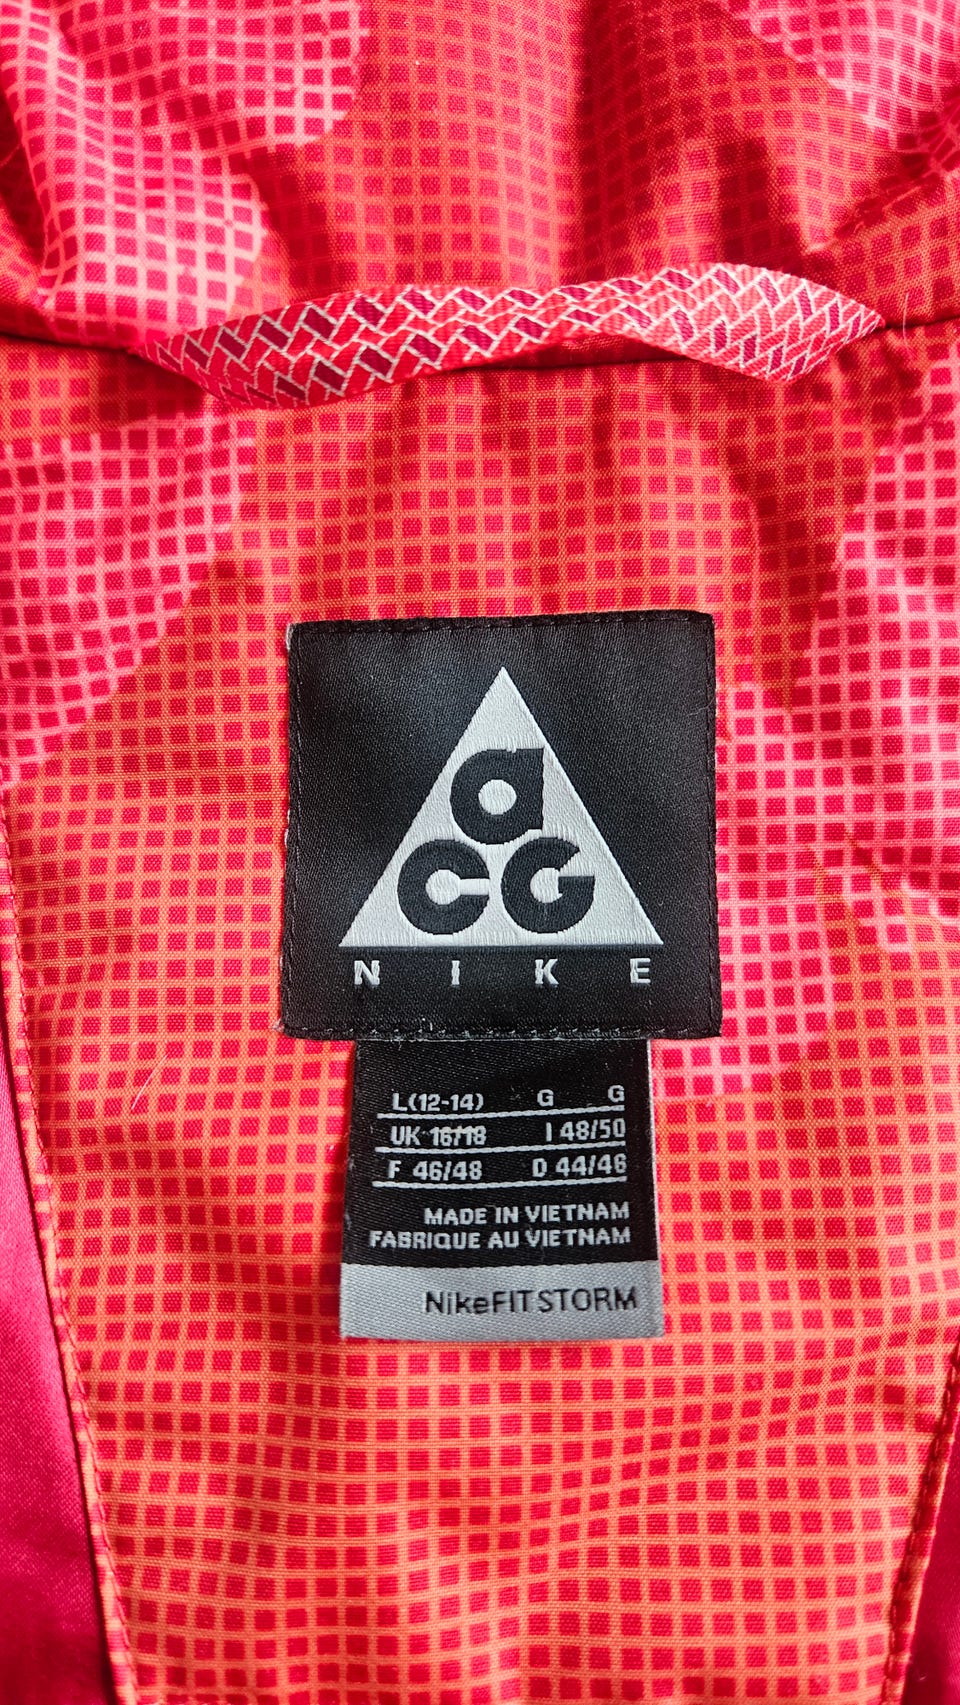 a
CG
NIKE
L(12-14) G G
UK 16/18 I 48/50
F 46/48 D 44/46
MADE IN VIETNAM
FABRIQUE AU VIETNAM
NikeFIT STORM